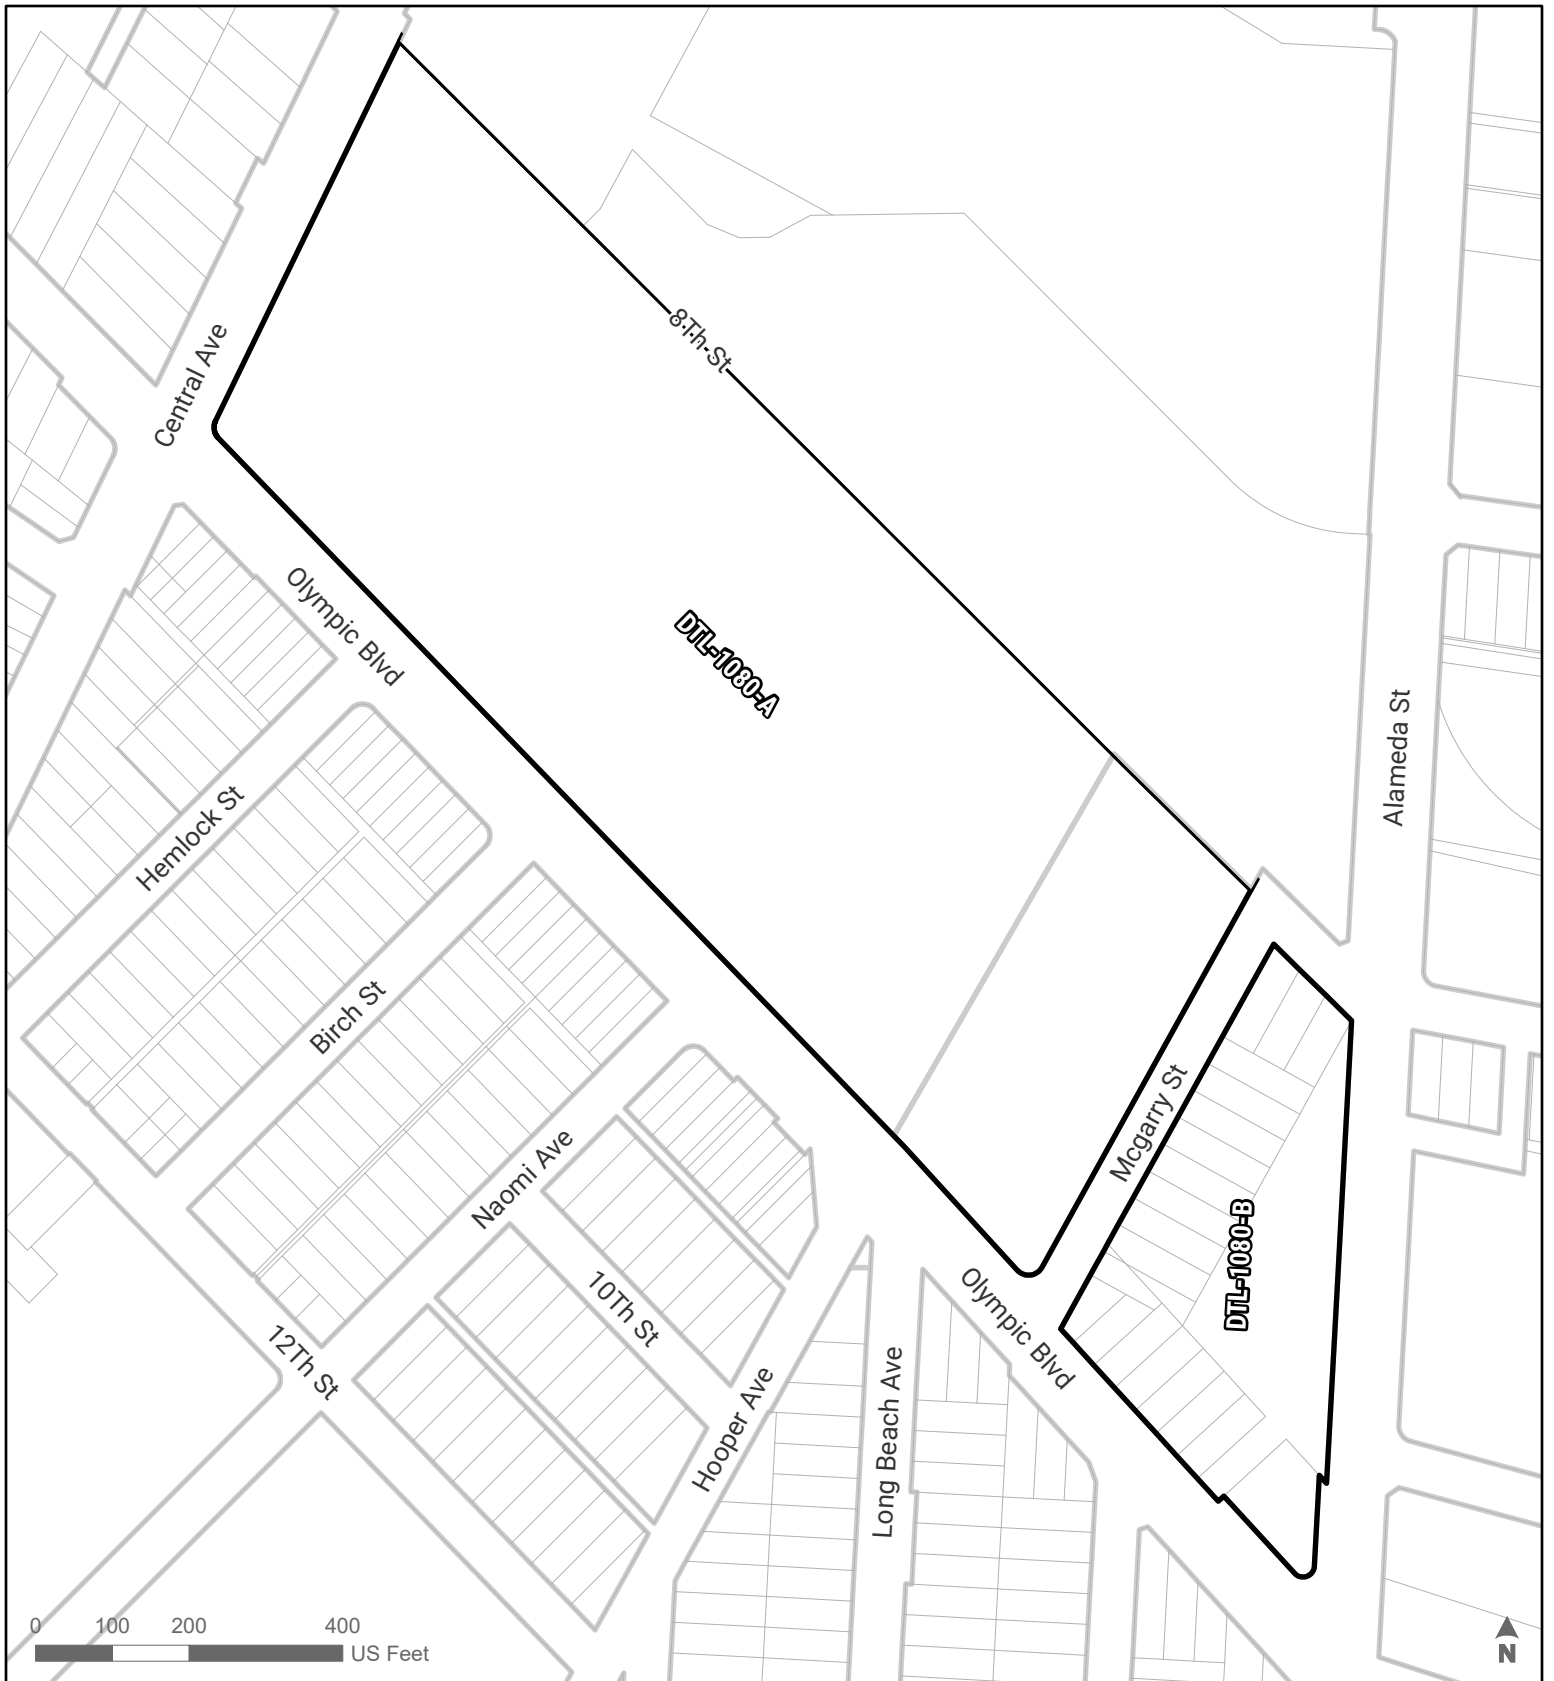 8Th St
Central Ave
Olympic Blvd
DTL-1080-A
Alameda St
Hemlock St
Birch St
Mcgarry St
Naomi Ave
DTL-1080-B
10Th St
Olympic Blvd
12Th St
Hooper Ave
Long Beach Ave
0 100 200 400
US Feet
N